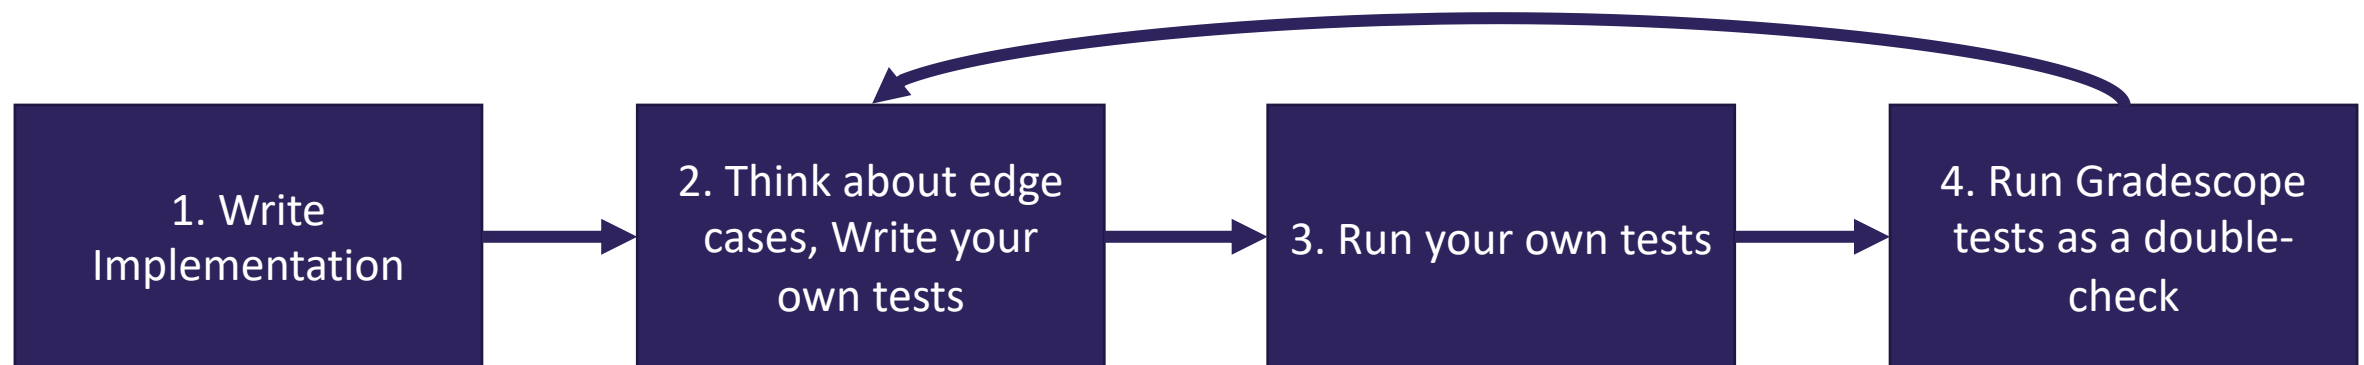 1. Write
Implementation
2. Think about edge
cases, Write your
own tests
3. Run your own tests
4. Run Gradescope
tests as a double-
check